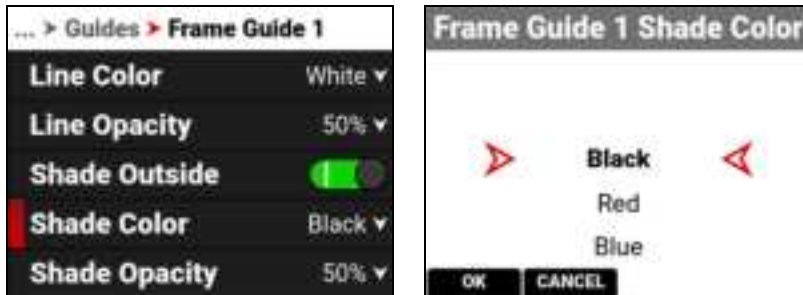 ... > Guides > Frame Guide 1
Line Color White
Line Opacity 50%
Shade Outside
Shade Color Black
Shade Opacity 50%
Frame Guide 1 Shade Color
Black
Red
Blue
OK CANCEL